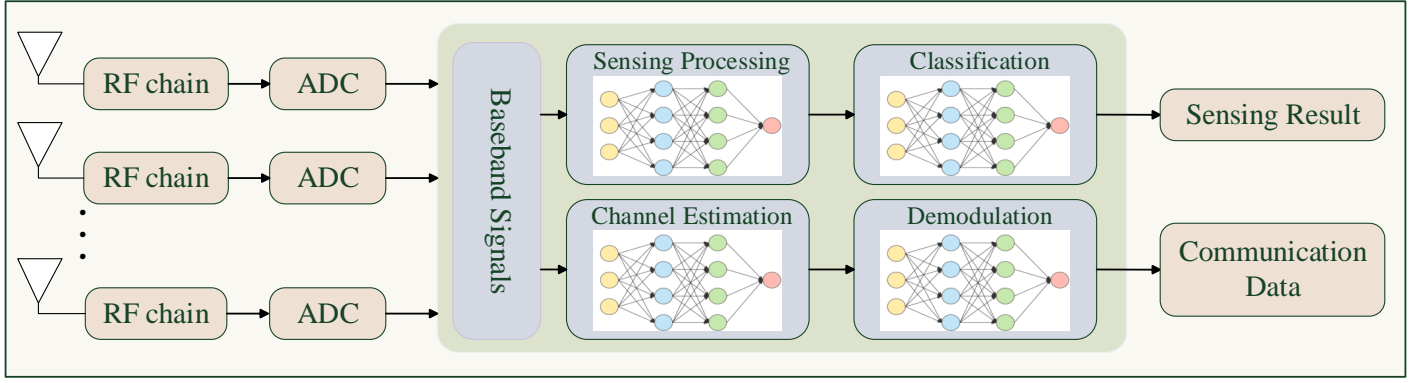 RF chain
ADC
RF chain
ADC
RF chain
ADC
Baseband Signals
Sensing Processing
Classification
Channel Estimation
Demodulation
Sensing Result
Communication
Data